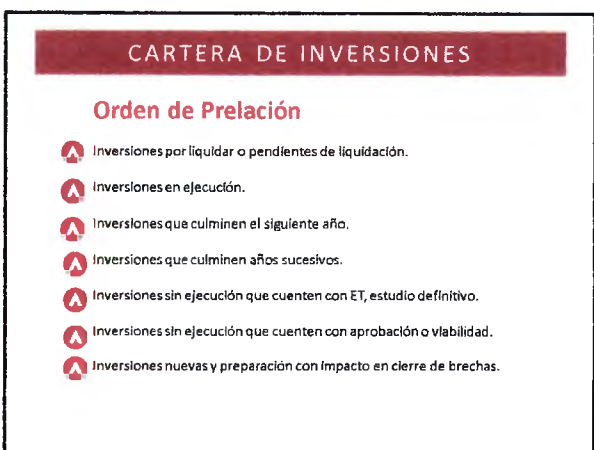 CARTERA DE INVERSIONES
Orden de Prelación
Inversiones por liquidar o pendientes de liquidación.
Inversiones en ejecución.
Inversiones que culminen el siguiente año.
Inversiones que culminen años sucesivos.
Inversiones sin ejecución que cuenten con ET, estudio definitivo.
Inversiones sin ejecución que cuenten con aprobación o viabilidad.
Inversiones nuevas y preparación con impacto en cierre de brechas.